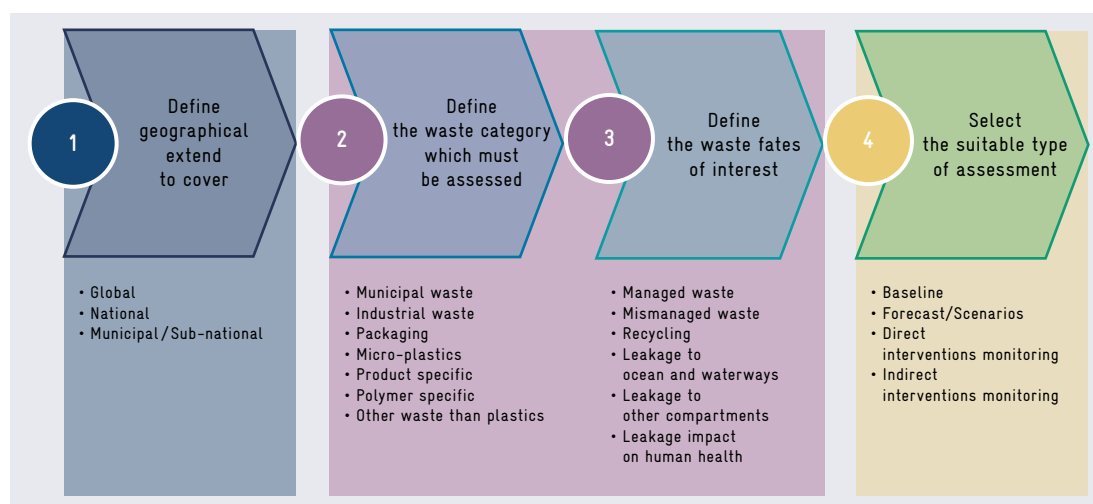 1
Define
geographical
extend
to cover
• Global
• National
• Municipal/Sub-national
2
Define
the waste category
which must
be assessed
• Municipal waste
• Industrial waste
• Packaging
• Micro-plastics
• Product specific
• Polymer specific
• Other waste than plastics
3
Define
the waste fates
of interest
• Managed waste
• Mismanaged waste
• Recycling
• Leakage to
ocean and waterways
• Leakage to
other compartments
• Leakage impact
on human health
4
Select
the suitable type
of assessment
• Baseline
• Forecast/Scenarios
• Direct
interventions monitoring
• Indirect
interventions monitoring